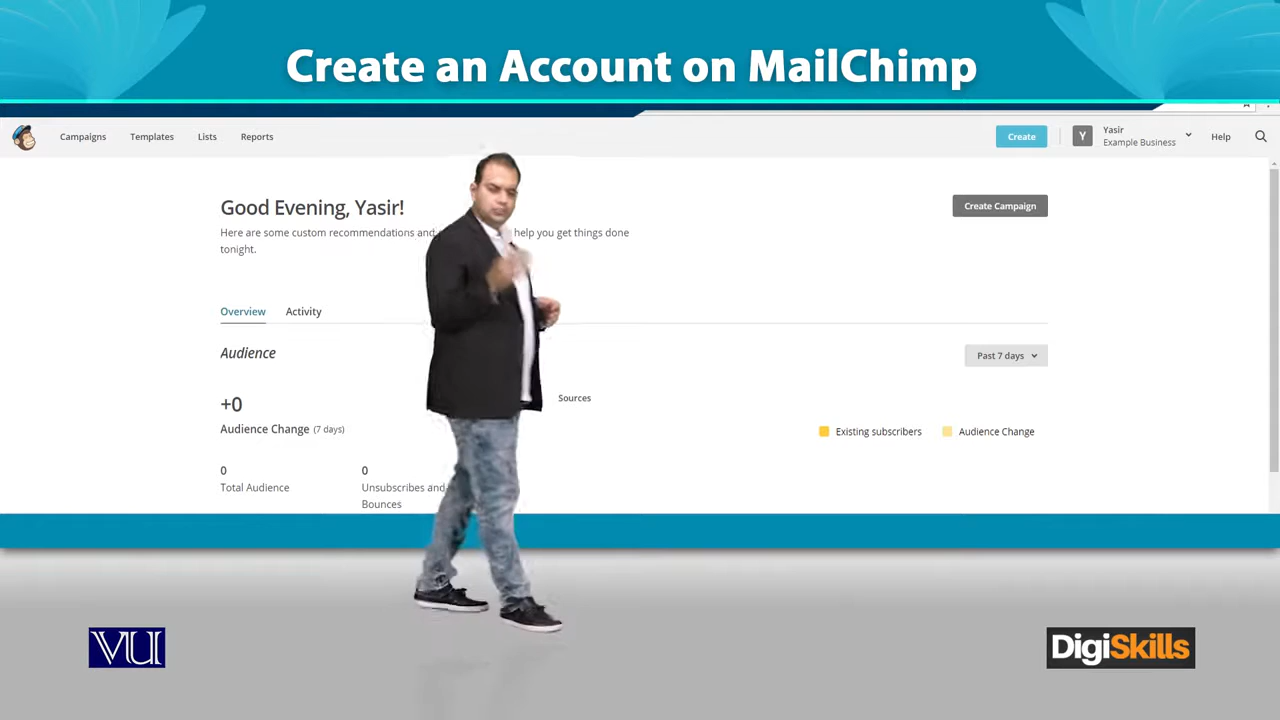 Create an Account on MailChimp
Campaigns Templates Lists Reports Create Y Yasir Help
Example Business
Good Evening, Yasir!
Create Campaign
Here are some custom recommendations and help you get things done
tonight.
Overview Activity
Audience
Past 7 days
+0
Sources
Audience Change (7 days)
Existing subscribers Audience Change
0 0
Total Audience Unsubscribes and
Bounces
VU
DigiSkills